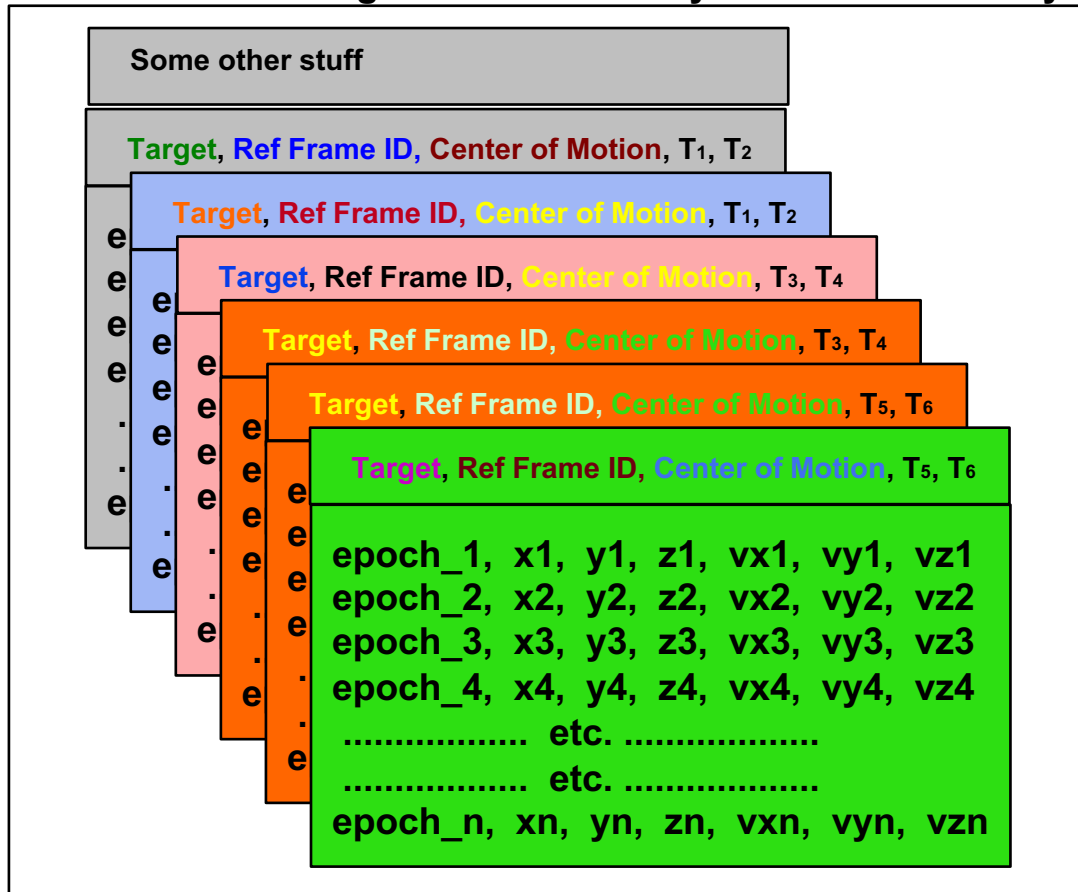 Some other stuff
Target, Ref Frame ID, Center of Motion, T1, T2
Target, Ref Frame ID, Center of Motion, T1, T2
Target, Ref Frame ID, Center of Motion, T3, T4
Target, Ref Frame ID, Center of Motion, T3, T4
Target, Ref Frame ID, Center of Motion, T5, T6
Target, Ref Frame ID, Center of Motion, T5, T6
epoch_1, x1, y1, z1, vx1, vy1, vz1
epoch_2, x2, y2, z2, vx2, vy2, vz2
epoch_3, x3, y3, z3, vx3, vy3, vz3
epoch_4, x4, y4, z4, vx4, vy4, vz4
.................. etc. ...................
.................. etc. ...................
epoch_n, xn, yn, zn, vxn, vyn, vzn